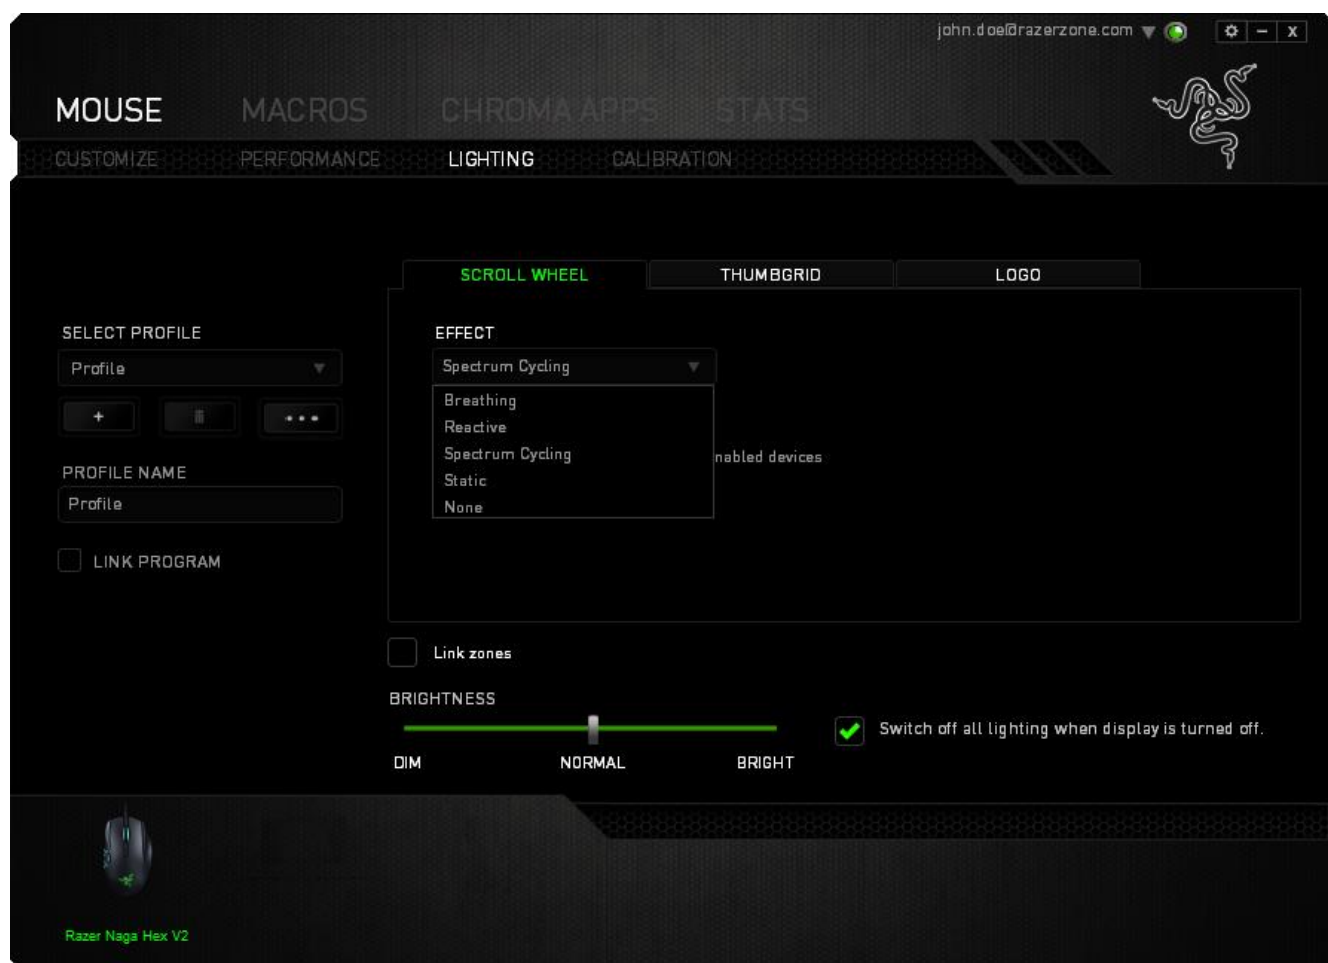 john.doe@razerzone.com
MOUSE MACROS CHROMA APPS STATS
CUSTOMIZE PERFORMANCE LIGHTING CALIBRATION
SCROLL WHEEL THUMBGRID LOGO
SELECT PROFILE
Profile
PROFILE NAME
Profile
LINK PROGRAM
EFFECT
Spectrum Cycling
Breathing
Reactive
Spectrum Cycling
Static
None
nabled devices
Link zones
BRIGHTNESS
DIM NORMAL BRIGHT
Switch off all lighting when display is turned off.
Razer Naga Hex V2